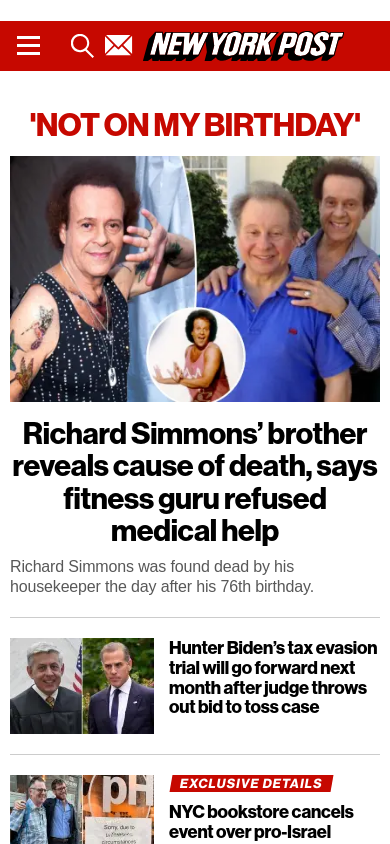 NEW YORK POST
'NOT ON MY BIRTHDAY'
Richard Simmons’ brother
reveals cause of death, says
fitness guru refused
medical help
Richard Simmons was found dead by his
housekeeper the day after his 76th birthday.
Hunter Biden’s tax evasion
trial will go forward next
month after judge throws
out bid to toss case
EXCLUSIVE DETAILS
pH
Sorry, due to
circumstances
NYC bookstore cancels
event over pro-Israel